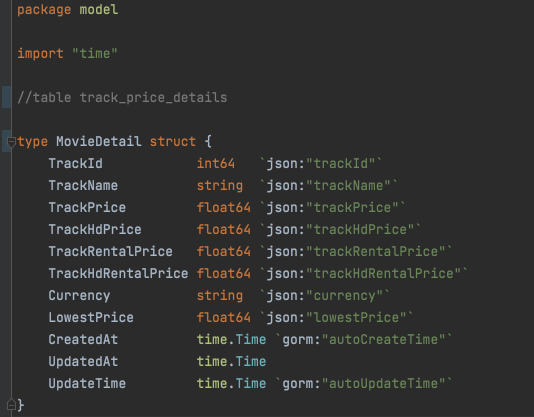 package model
import "time"
//table track_price_details
type MovieDetail struct {
TrackId int64 `json:"trackId"`
TrackName string `json:"trackName"`
TrackPrice float64 `json:"trackPrice"`
TrackHdPrice float64 `json:"trackHdPrice"`
TrackRentalPrice float64 `json:"trackRentalPrice"`
TrackHdRentalPrice float64 `json:"trackHdRentalPrice"`
Currency string `json:"currency"`
LowestPrice float64 `json:"lowestPrice"`
CreatedAt time.Time `gorm:"autoCreateTime"`
UpdatedAt time.Time
UpdateTime time.Time `gorm:"autoUpdateTime"`
}